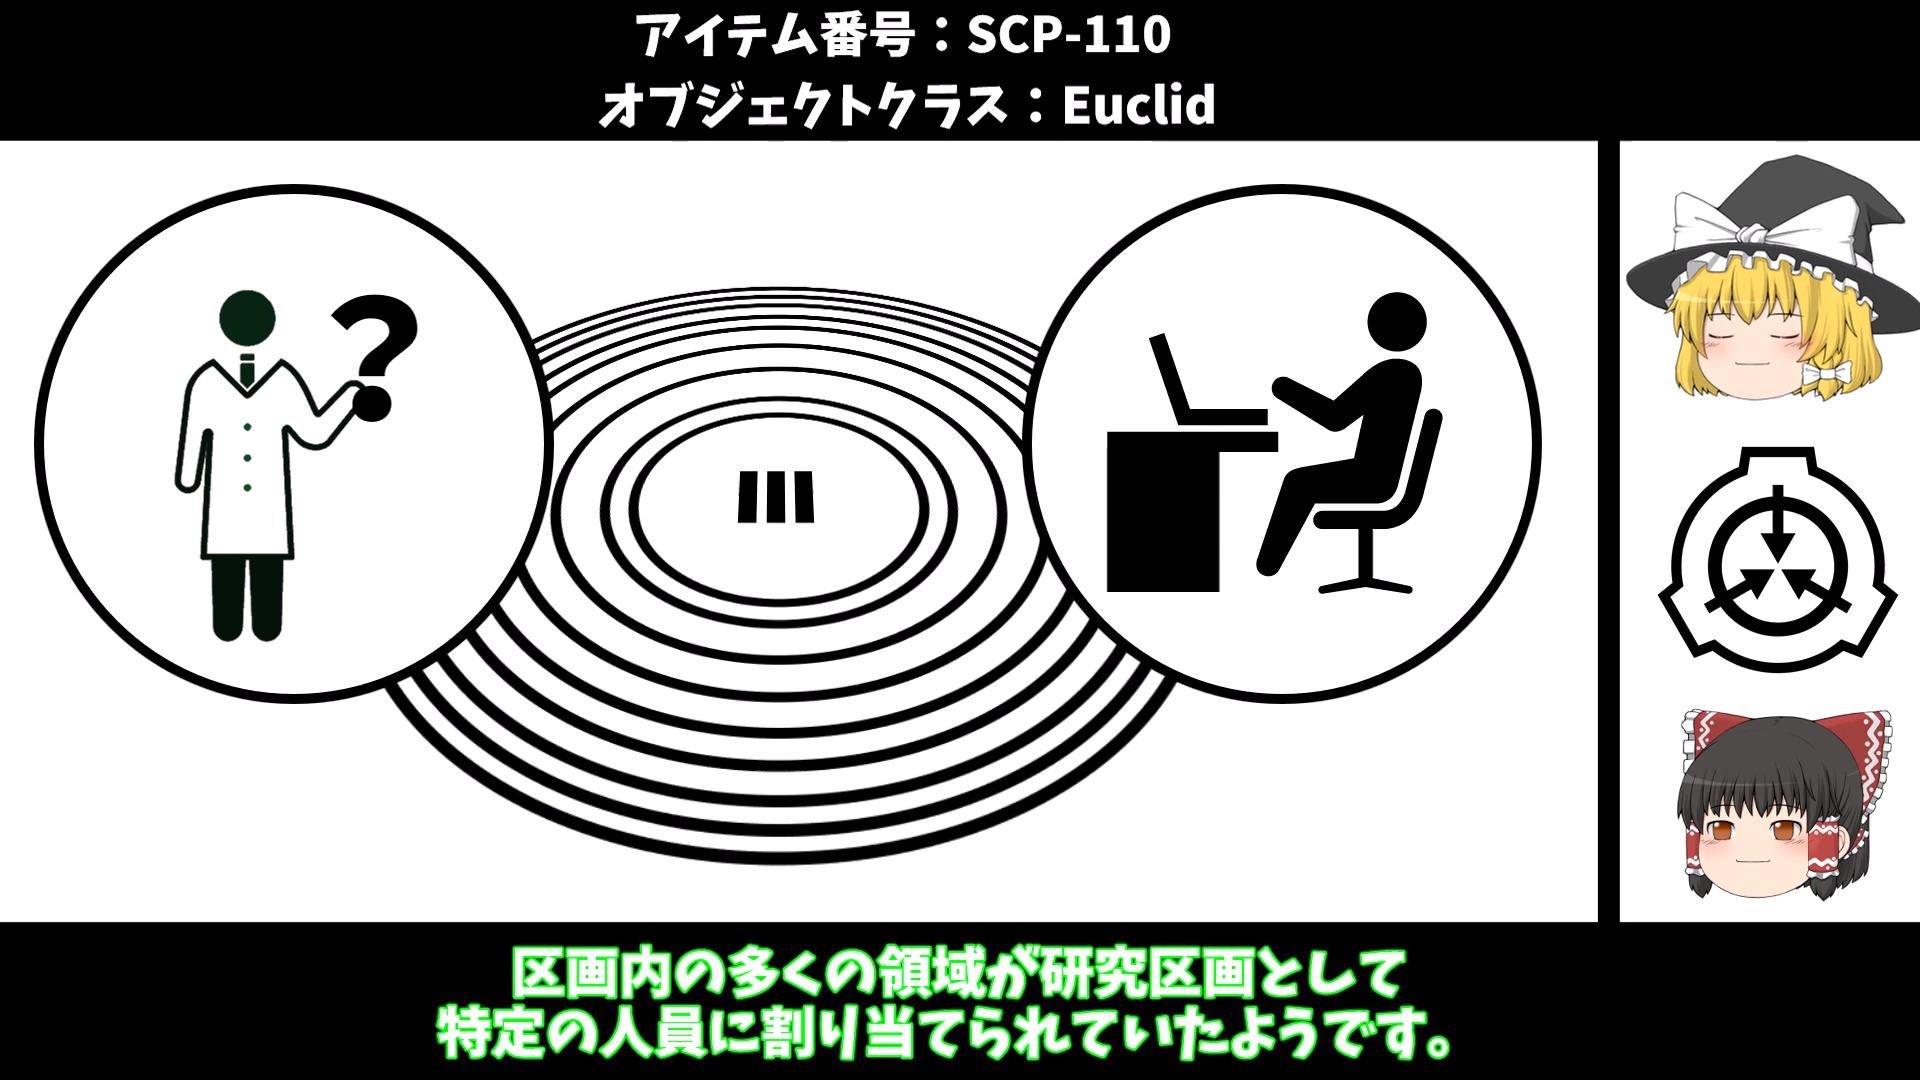 アイテム番号：SCP-110
オブジェクトクラス：Euclid
?
III
区画内の多くの領域が研究区画として
特定の人員に割り当てられていたようです。